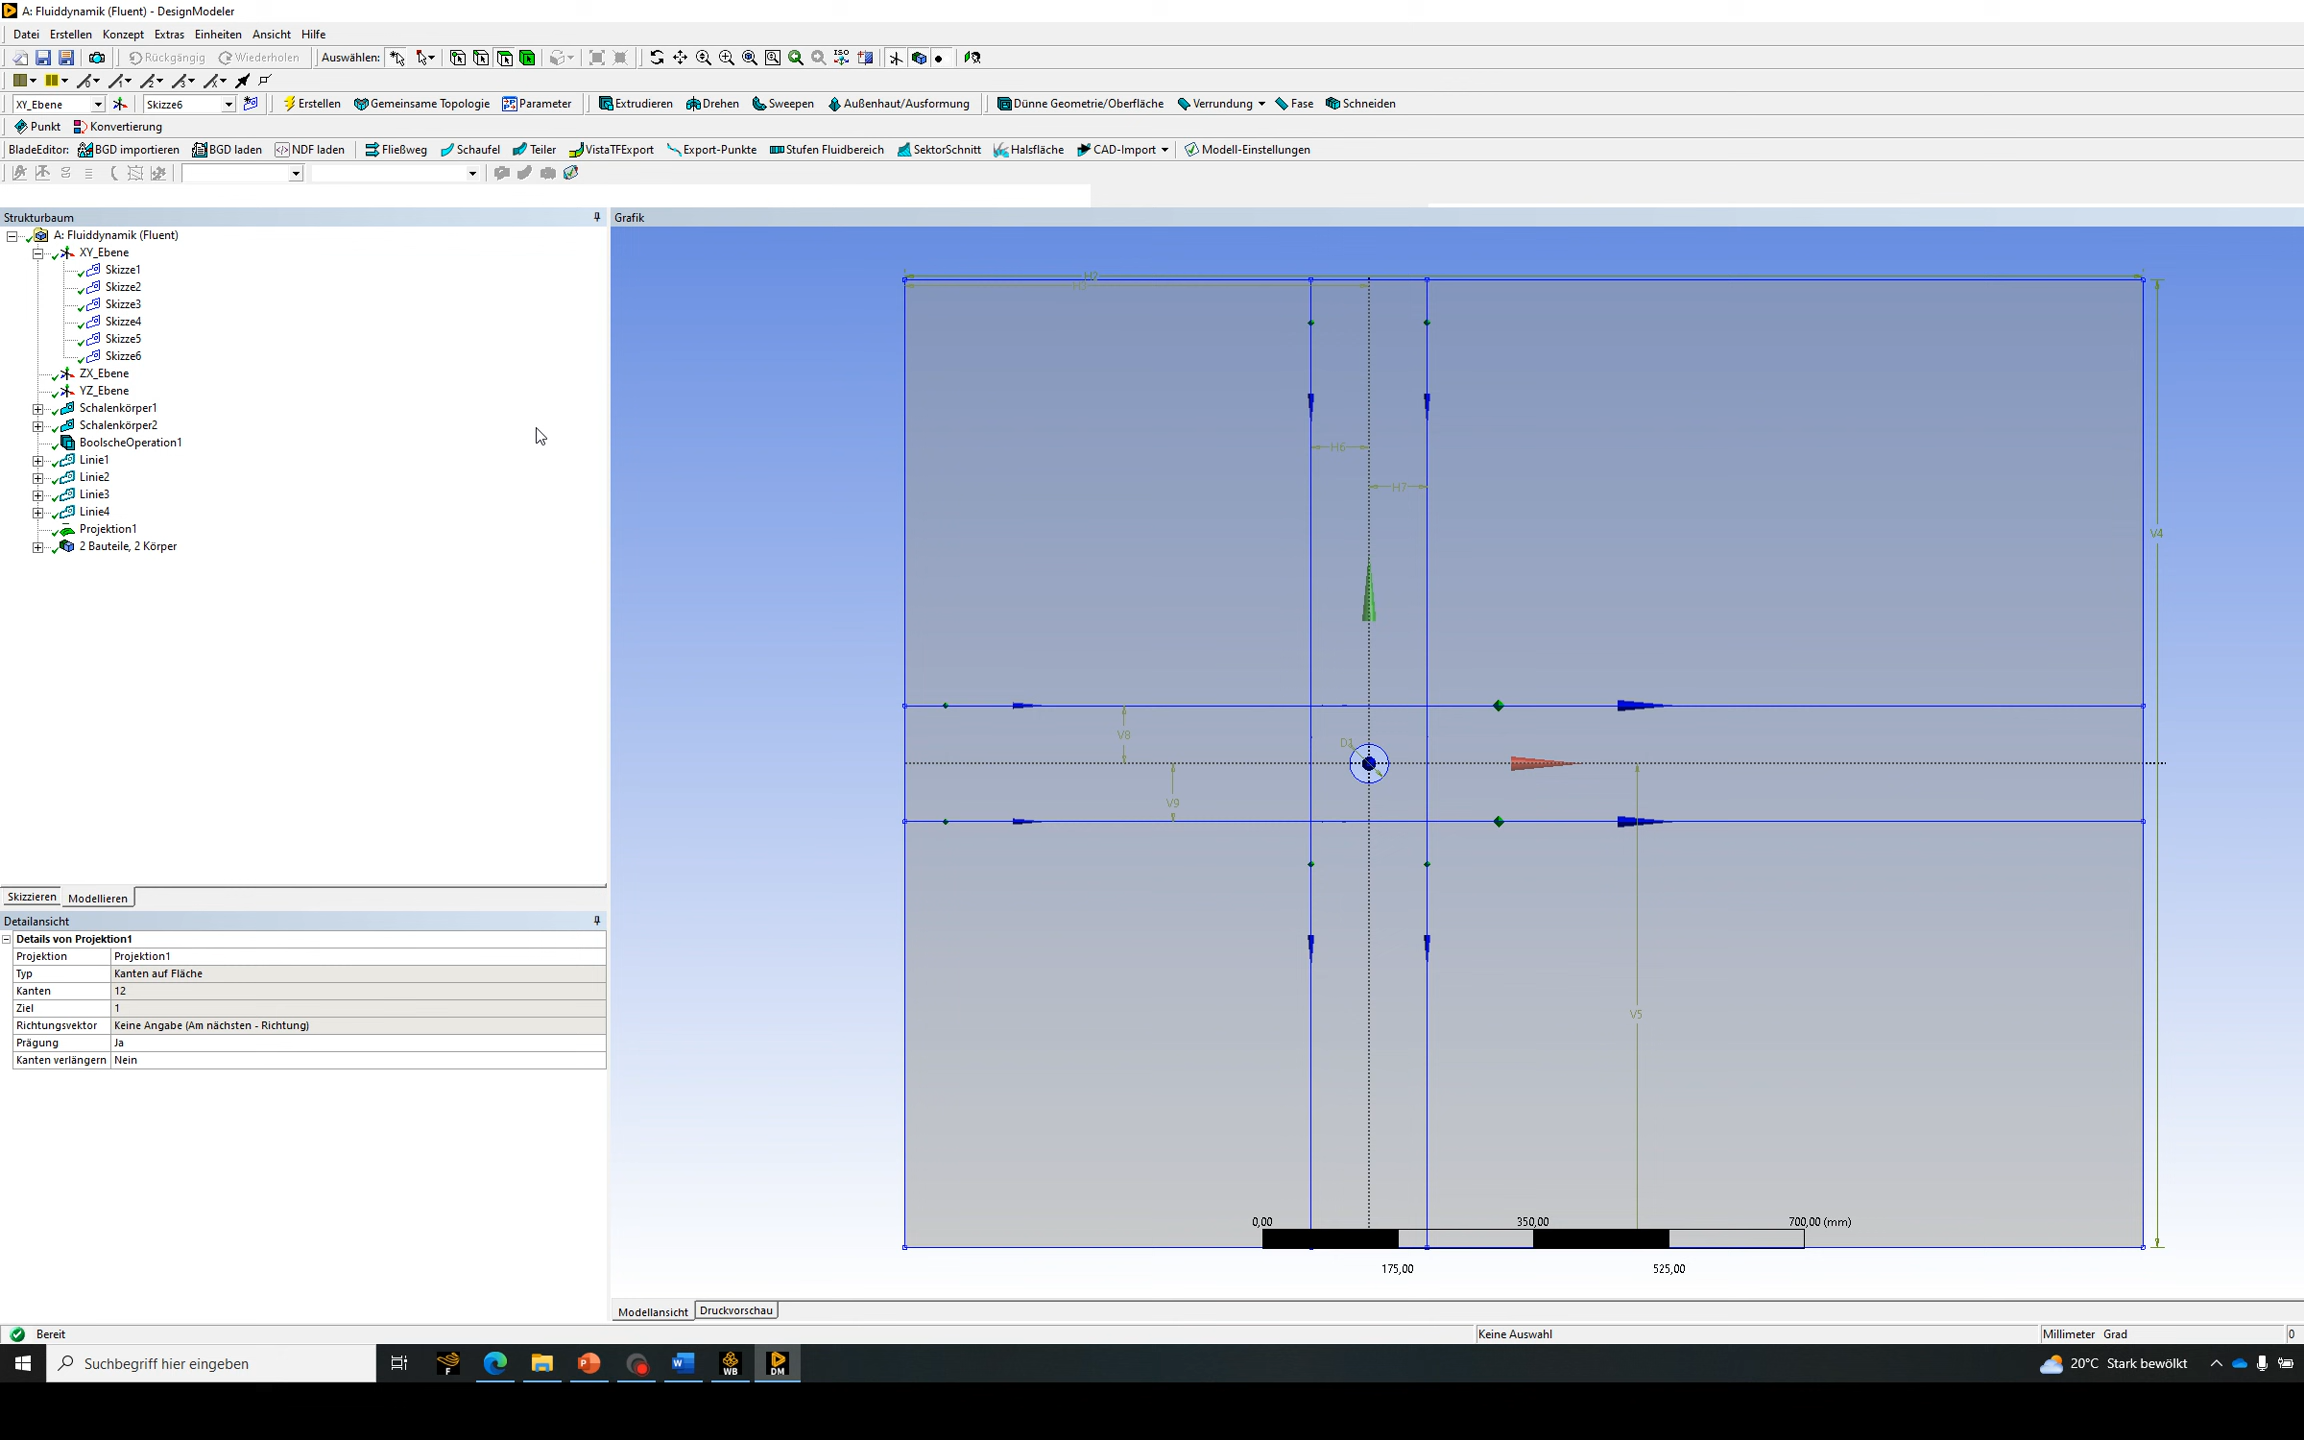 A: Fluiddynamik (Fluent) - DesignModeler
Datei Erstellen Konzept Extras Einheiten Ansicht Hilfe
Rückgängig Wiederholen Auswählen: ISO
XY_Ebene Skizze6 Erstellen Gemeinsame Topologie Parameter Extrudieren Drehen Sweepen Außenhaut/Ausformung Dünne Geometrie/Oberfläche Verrundung Fase Schneiden
Punkt Konvertierung
BladeEditor: BGD importieren BGD laden NDF laden Fließweg Schaufel Teiler VistaTFExport Export-Punkte Stufen Fluidbereich SektorSchnitt Halsfläche CAD-Import Modell-Einstellungen
Strukturbaum
A: Fluiddynamik (Fluent)
XY_Ebene
Skizze1
Skizze2
Skizze3
Skizze4
Skizze5
Skizze6
ZX_Ebene
YZ_Ebene
Schalenkörper1
Schalenkörper2
BoolscheOperation1
Linie1
Linie2
Linie3
Linie4
Projektion1
2 Bauteile, 2 Körper
Skizzieren Modellieren
Detailansicht
Details von Projektion1
Projektion Projektion1
Typ Kanten auf Fläche
Kanten 12
Ziel 1
Richtungsvektor Keine Angabe (Am nächsten - Richtung)
Prägung Ja
Kanten verlängern Nein
Grafik
H2
H3
H6
H7
V4
V8
D1
V9
V5
0,00 350,00 700,00 (mm)
175,00 525,00
Modellansicht Druckvorschau
Bereit Keine Auswahl Millimeter Grad 0
Suchbegriff hier eingeben F P W WB DM 20°C Stark bewölkt